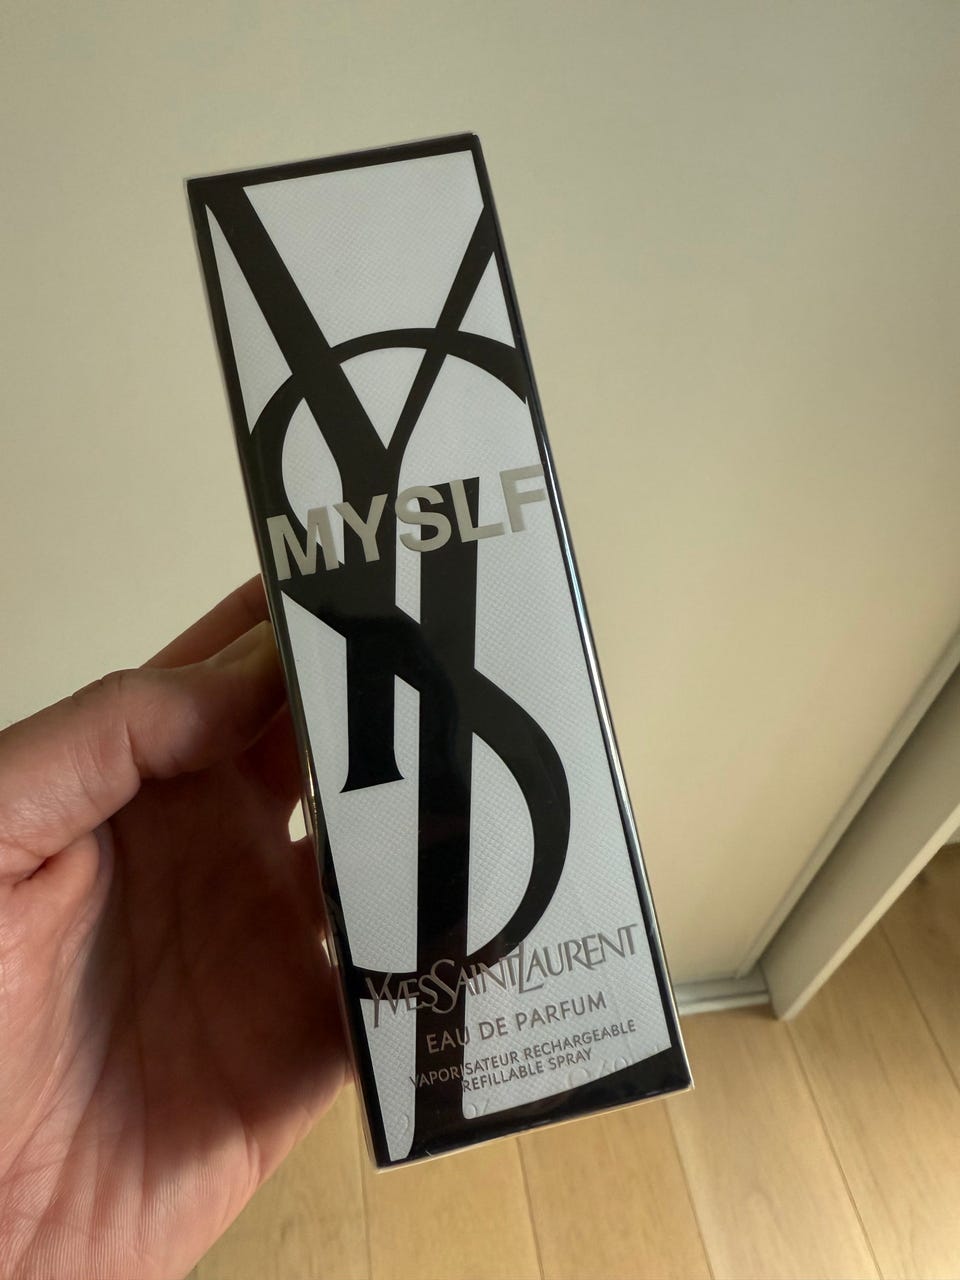 MYSLF
YVESSAINTLAURENT
EAU DE PARFUM
VAPORISATEUR RECHARGEABLE
REFILLABLE SPRAY